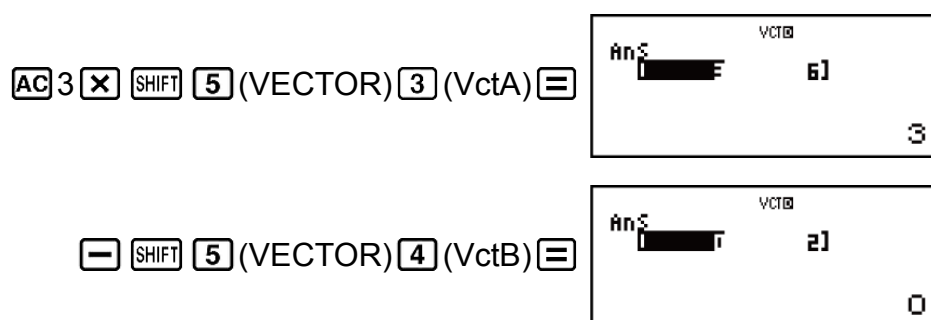 AC 3 × SHIFT 5 (VECTOR) 3 (VctA) =
VCT D
Ans
6]
3
− SHIFT 5 (VECTOR) 4 (VctB) =
VCT D
Ans
2]
0